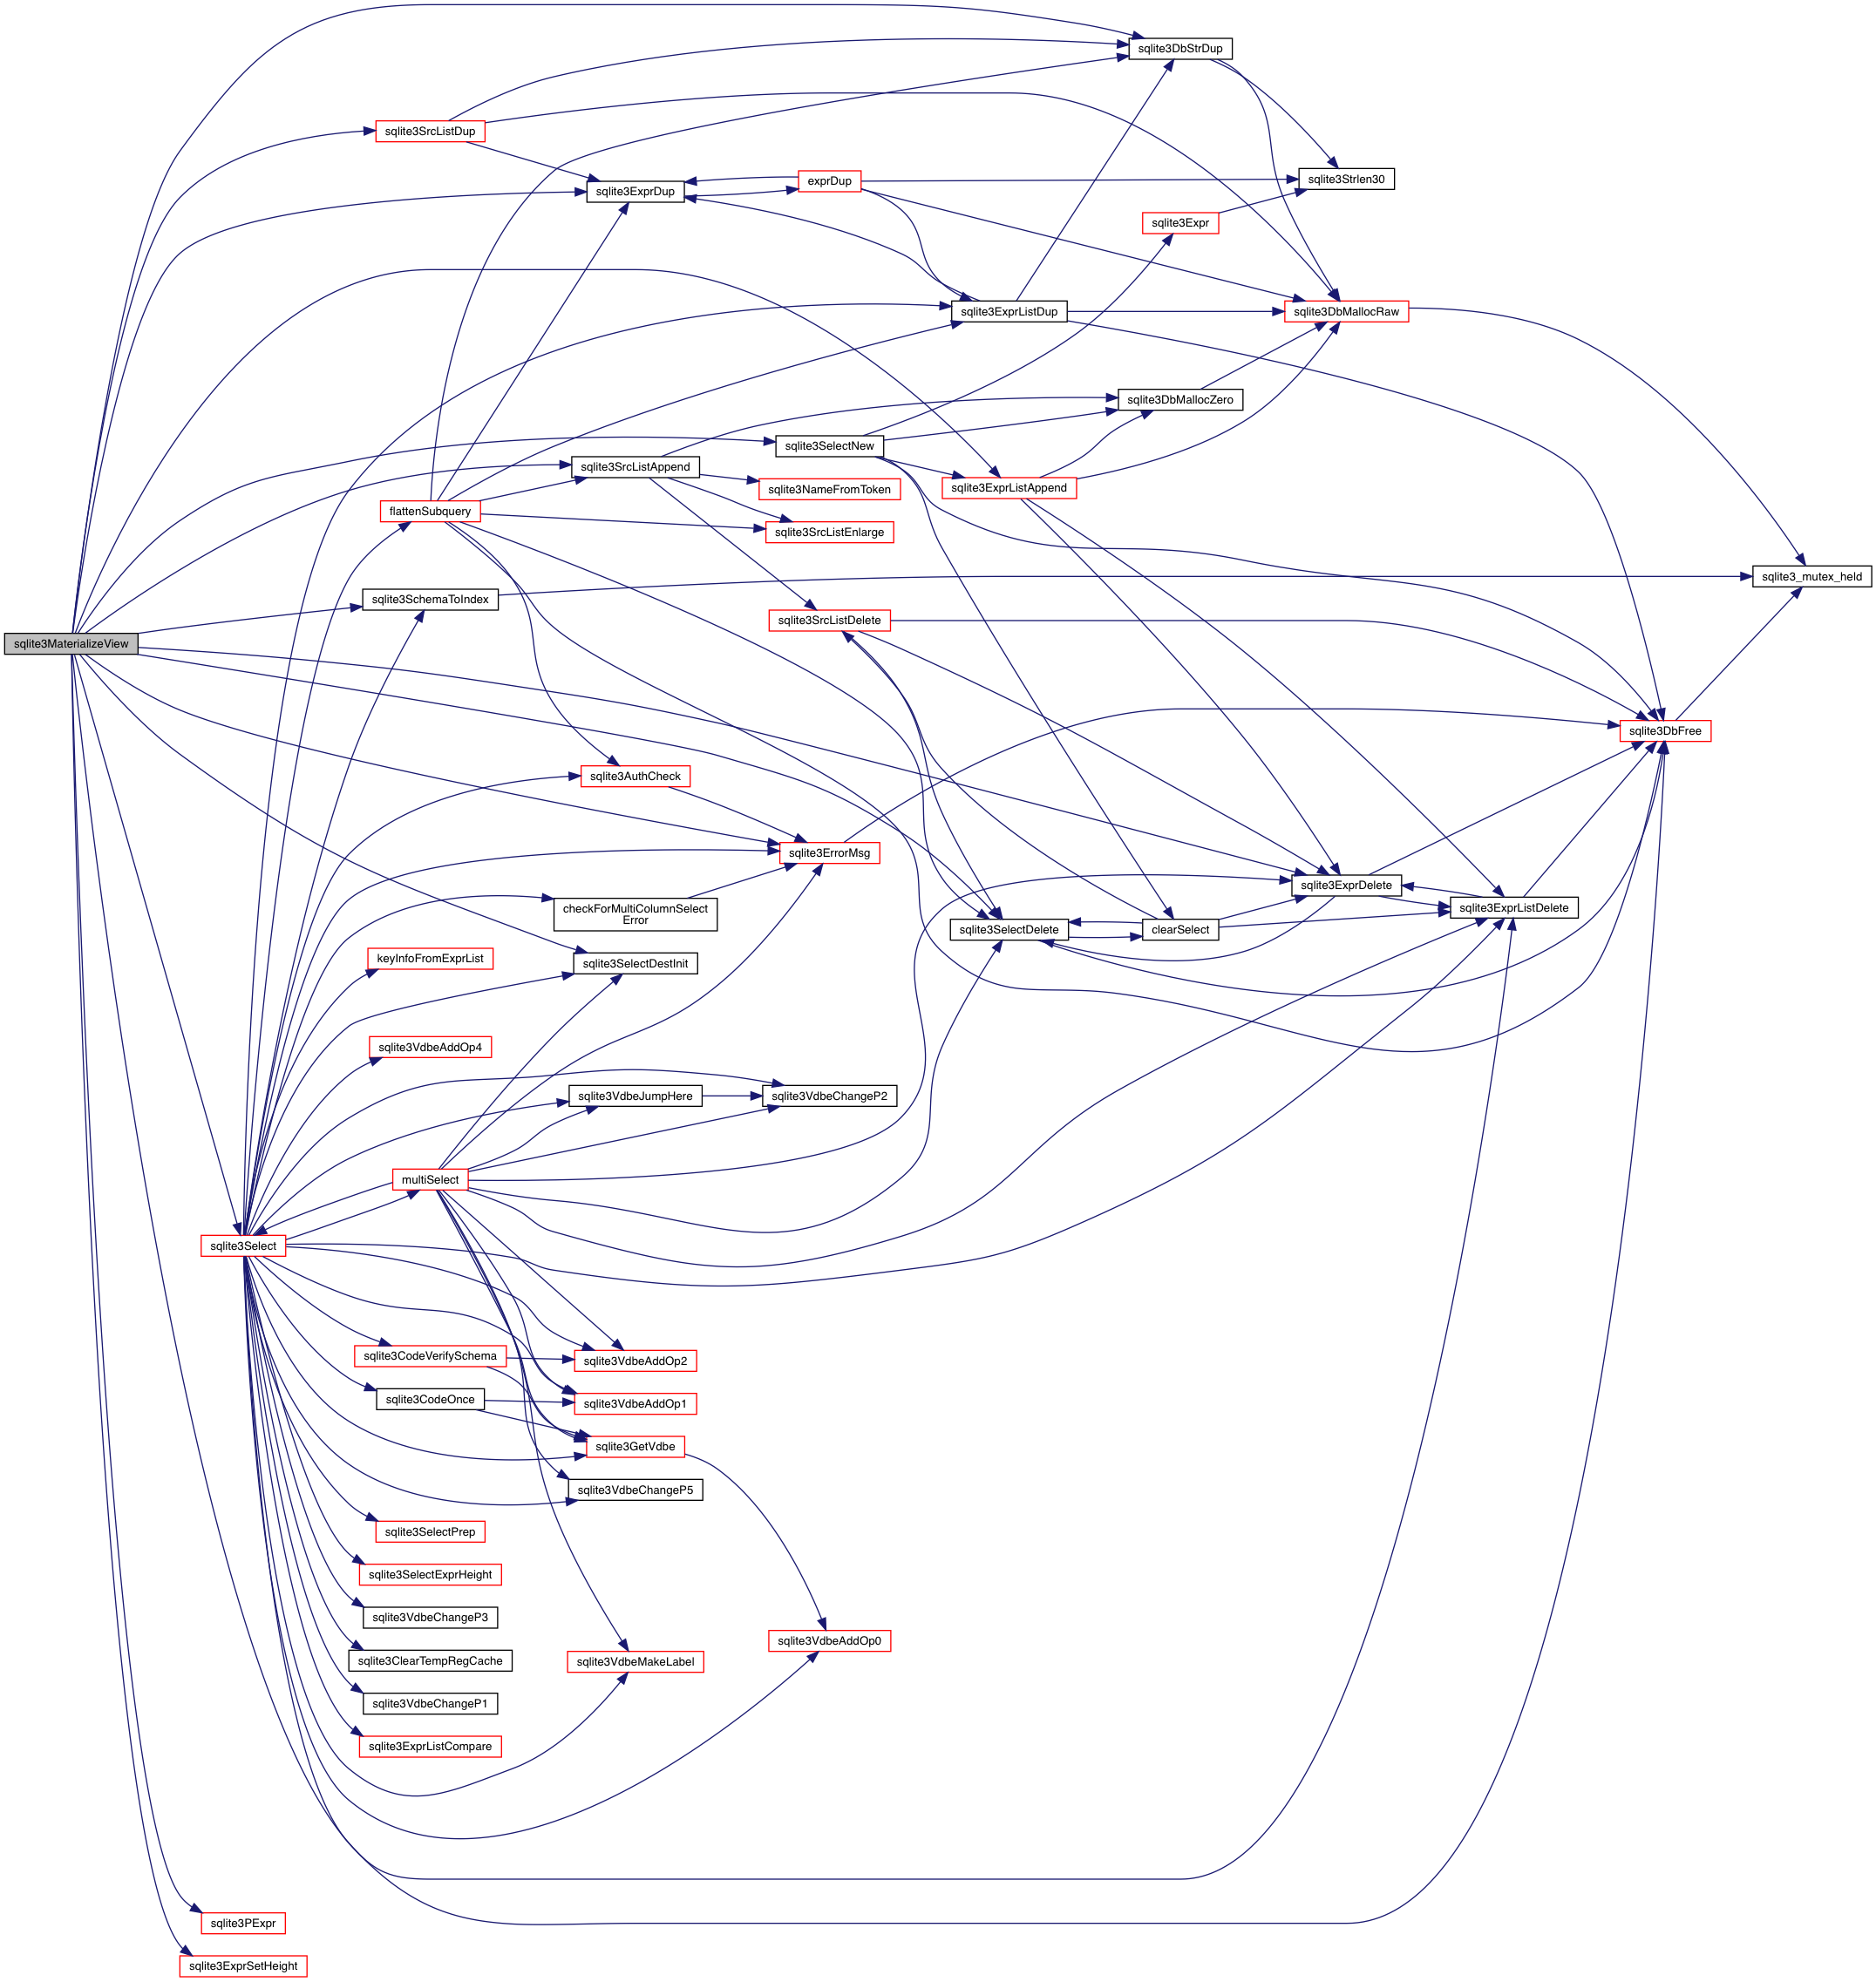 sqlite3DbStrDup
sqlite3SrcListDup
sqlite3Strlen30
exprDup
sqlite3ExprDup
sqlite3Expr
sqlite3ExprListDup
sqlite3DbMallocRaw
sqlite3DbMallocZero
sqlite3SelectNew
sqlite3SrcListAppend
sqlite3NameFromToken
sqlite3ExprListAppend
flattenSubquery
sqlite3SrcListEnlarge
sqlite3_mutex_held
sqlite3SchemaToIndex
sqlite3SrcListDelete
sqlite3MaterializeView
sqlite3DbFree
sqlite3AuthCheck
sqlite3ErrorMsg
sqlite3ExprDelete
sqlite3ExprListDelete
checkForMultiColumnSelect
Error
sqlite3SelectDelete
clearSelect
keyInfoFromExprList
sqlite3SelectDestInit
sqlite3VdbeAddOp4
sqlite3VdbeJumpHere
sqlite3VdbeChangeP2
multiSelect
sqlite3Select
sqlite3CodeVerifySchema
sqlite3VdbeAddOp2
sqlite3CodeOnce
sqlite3VdbeAddOp1
sqlite3GetVdbe
sqlite3VdbeChangeP5
sqlite3SelectPrep
sqlite3SelectExprHeight
sqlite3VdbeChangeP3
sqlite3VdbeAddOp0
sqlite3ClearTempRegCache
sqlite3VdbeMakeLabel
sqlite3VdbeChangeP1
sqlite3ExprListCompare
sqlite3PExpr
sqlite3ExprSetHeight